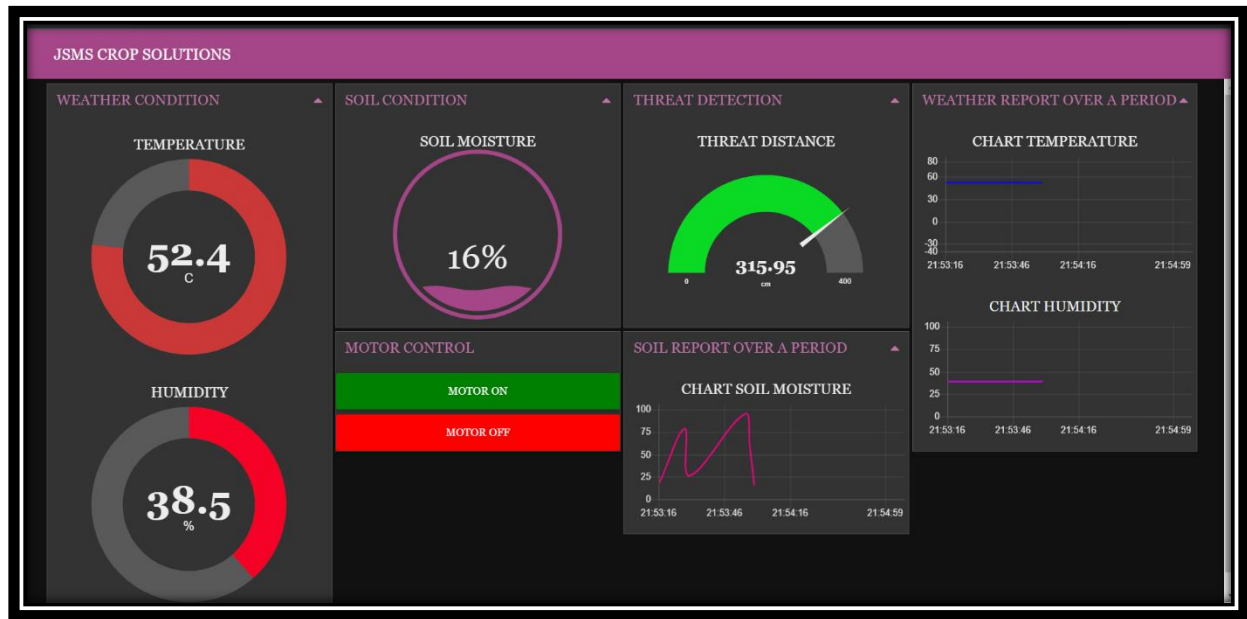 JSMS CROP SOLUTIONS
WEATHER CONDITION
TEMPERATURE
52.4
C
HUMIDITY
38.5
%
SOIL CONDITION
SOIL MOISTURE
16%
MOTOR CONTROL
MOTOR ON
MOTOR OFF
THREAT DETECTION
THREAT DISTANCE
315.95
cm
0
400
SOIL REPORT OVER A PERIOD
CHART SOIL MOISTURE
100
75
50
25
0
21:53:16 21:53:46 21:54:16 21:54:59
WEATHER REPORT OVER A PERIOD
CHART TEMPERATURE
80
60
30
0
-30
-40
21:53:16 21:53:46 21:54:16 21:54:59
CHART HUMIDITY
100
75
50
25
0
21:53:16 21:53:46 21:54:16 21:54:59